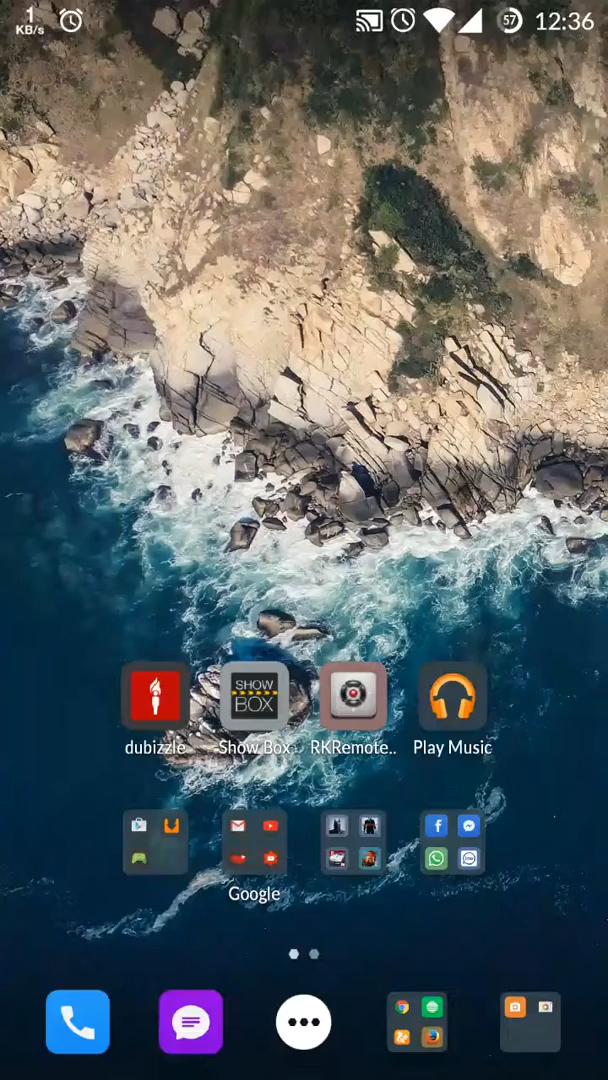 1
KB/s
57
12:36
SHOW
BOX
dubizzle
Show Box
RKRemote..
Play Music
Google